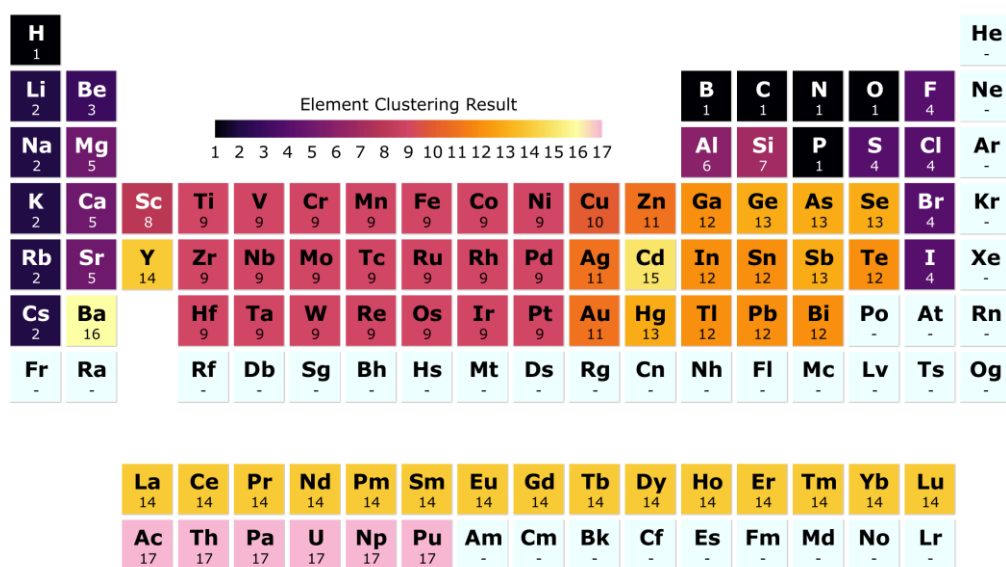 H He
1 -
Li Be B C N O F Ne
2 3 1 1 1 1 4 -
Element Clustering Result
1 2 3 4 5 6 7 8 9 10 11 12 13 14 15 16 17
Na Mg Al Si P S Cl Ar
2 5 6 7 1 4 4 -
K Ca Sc Ti V Cr Mn Fe Co Ni Cu Zn Ga Ge As Se Br Kr
2 5 8 9 9 9 9 9 9 9 10 11 12 13 13 13 4 -
Rb Sr Y Zr Nb Mo Tc Ru Rh Pd Ag Cd In Sn Sb Te I Xe
2 5 14 9 9 9 9 9 9 9 11 15 12 12 13 12 4 -
Cs Ba Hf Ta W Re Os Ir Pt Au Hg Tl Pb Bi Po At Rn
2 16 9 9 9 9 9 9 9 11 13 12 12 12 - - -
Fr Ra Rf Db Sg Bh Hs Mt Ds Rg Cn Nh Fl Mc Lv Ts Og
- - - - - - - - - - - - - - - - -
La Ce Pr Nd Pm Sm Eu Gd Tb Dy Ho Er Tm Yb Lu
14 14 14 14 14 14 14 14 14 14 14 14 14 14 14
Ac Th Pa U Np Pu Am Cm Bk Cf Es Fm Md No Lr
17 17 17 17 17 17 - - - - - - - - -